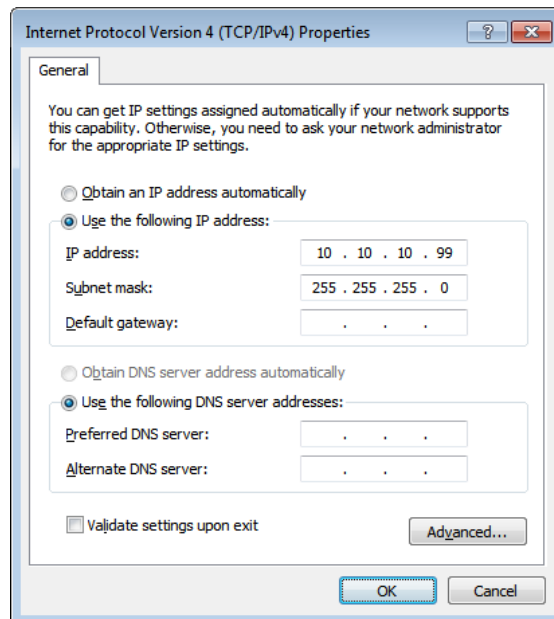 Internet Protocol Version 4 (TCP/IPv4) Properties
?
General
You can get IP settings assigned automatically if your network supports
this capability. Otherwise, you need to ask your network administrator
for the appropriate IP settings.
Obtain an IP address automatically
Use the following IP address:
IP address: 10 . 10 . 10 . 99
Subnet mask: 255 . 255 . 255 . 0
Default gateway: . . .
Obtain DNS server address automatically
Use the following DNS server addresses:
Preferred DNS server: . . .
Alternate DNS server: . . .
Validate settings upon exit
Advanced...
OK Cancel